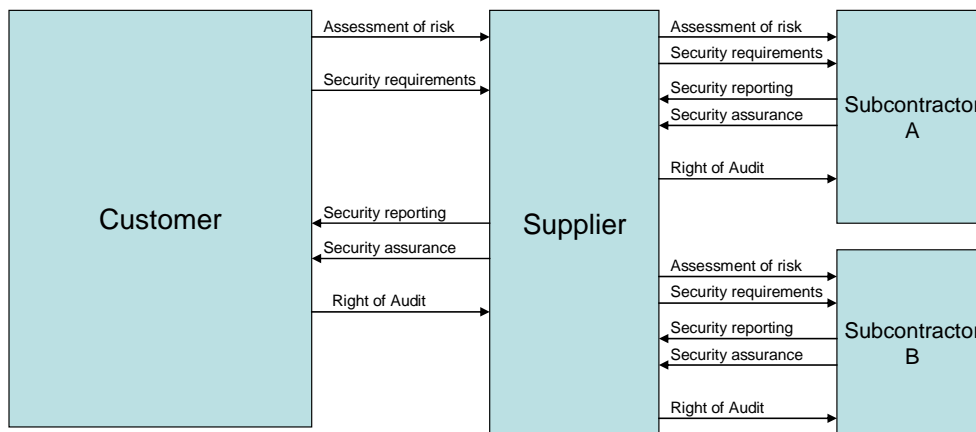 Customer
Assessment of risk
Security requirements
Security reporting
Security assurance
Right of Audit
Supplier
Assessment of risk
Security requirements
Security reporting
Security assurance
Right of Audit
Subcontractor
A
Assessment of risk
Security requirements
Security reporting
Security assurance
Right of Audit
Subcontractor
B